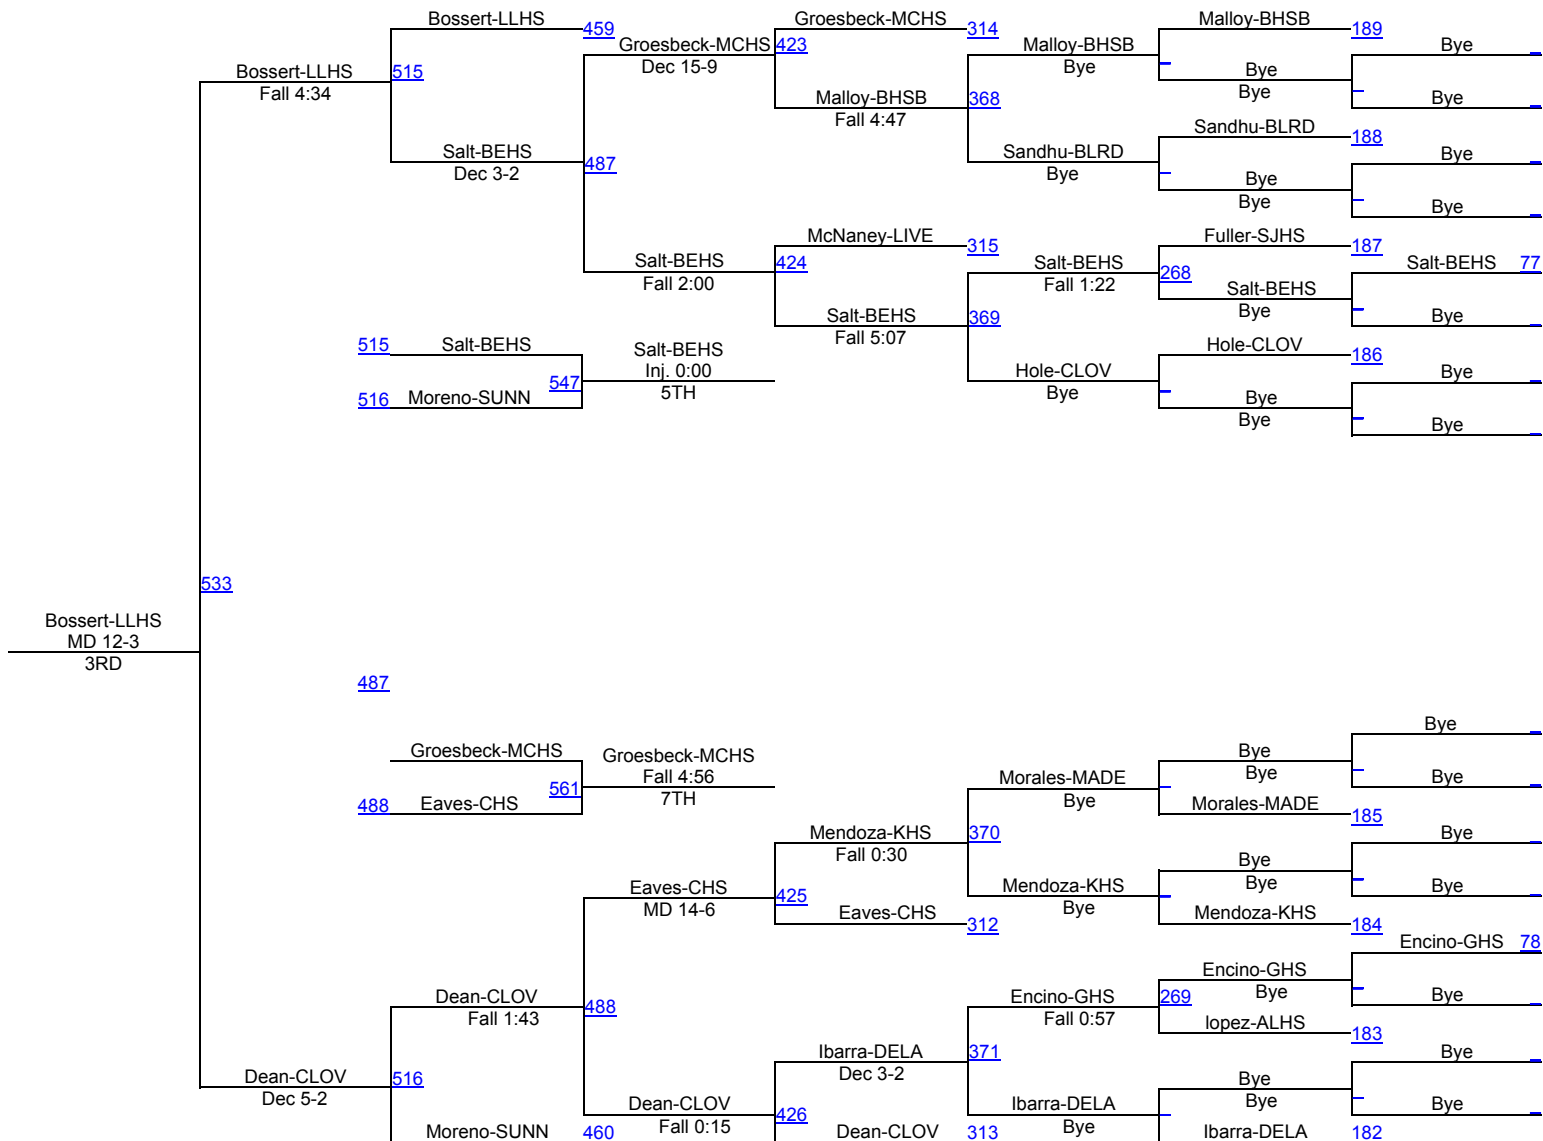 Bossert-LLHS 459 Groesbeck-MCHS 314 Malloy-BHSB 189
Groesbeck-MCHS 423 Malloy-BHSB Bye
Bossert-LLHS 515 Dec 15-9 Bye Bye
Fall 4:34 Malloy-BHSB 368 Bye Bye
Fall 4:47 Sandhu-BLRD 188
Salt-BEHS 487 Sandhu-BLRD Bye
Dec 3-2 Bye Bye
Bye Bye
McNaney-LIVE 315 Fuller-SJHS 187
Salt-BEHS 424 Salt-BEHS 268 Salt-BEHS 77
Fall 2:00 Fall 1:22 Salt-BEHS
Salt-BEHS 369 Bye Bye
Fall 5:07
515 Salt-BEHS Salt-BEHS Hole-CLOV 186
Inj. 0:00 Hole-CLOV Bye
547 5TH Bye Bye
516 Moreno-SUNN Bye Bye
533
Bossert-LLHS
MD 12-3
3RD
487
Bye
Groesbeck-MCHS Groesbeck-MCHS Bye
Fall 4:56 Morales-MADE Bye Bye
561 7TH Bye
488 Eaves-CHS Morales-MADE 185
Mendoza-KHS 370 Bye
Fall 0:30 Bye
Eaves-CHS 425 Mendoza-KHS Bye Bye
MD 14-6 Eaves-CHS 312 Bye Mendoza-KHS 184
Encino-GHS 78
Encino-GHS
Dean-CLOV 488 Encino-GHS 269 Bye Bye
Fall 1:43 Fall 0:57 lopez-ALHS 183
Ibarra-DELA 371 Bye
Dean-CLOV 516 Dec 3-2 Bye
Dec 5-2 Dean-CLOV 426 Ibarra-DELA Bye Bye
Moreno-SUNN 460 Fall 0:15 Dean-CLOV 313 Bye Ibarra-DELA 182